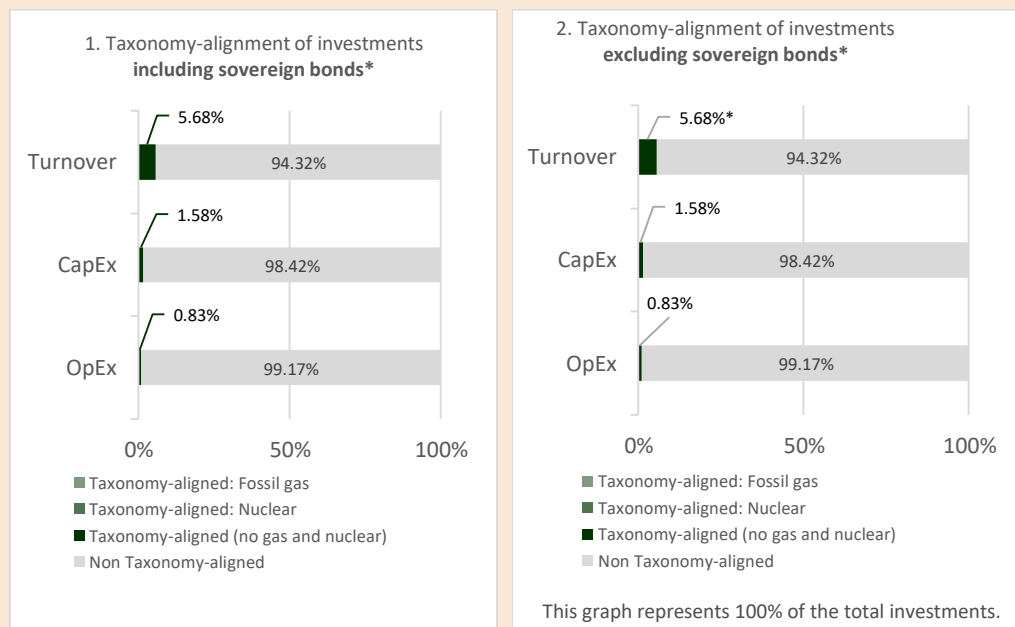 1. Taxonomy-alignment of investments
including sovereign bonds*
5.68%
Turnover
94.32%
1.58%
CapEx
98.42%
0.83%
OpEx
99.17%
0%
50%
100%
Taxonomy-aligned: Fossil gas
Taxonomy-aligned: Nuclear
Taxonomy-aligned (no gas and nuclear)
Non Taxonomy-aligned
2. Taxonomy-alignment of investments
excluding sovereign bonds*
5.68%*
Turnover
94.32%
1.58%
CapEx
98.42%
0.83%
OpEx
99.17%
0%
50%
100%
Taxonomy-aligned: Fossil gas
Taxonomy-aligned: Nuclear
Taxonomy-aligned (no gas and nuclear)
Non Taxonomy-aligned
This graph represents 100% of the total investments.